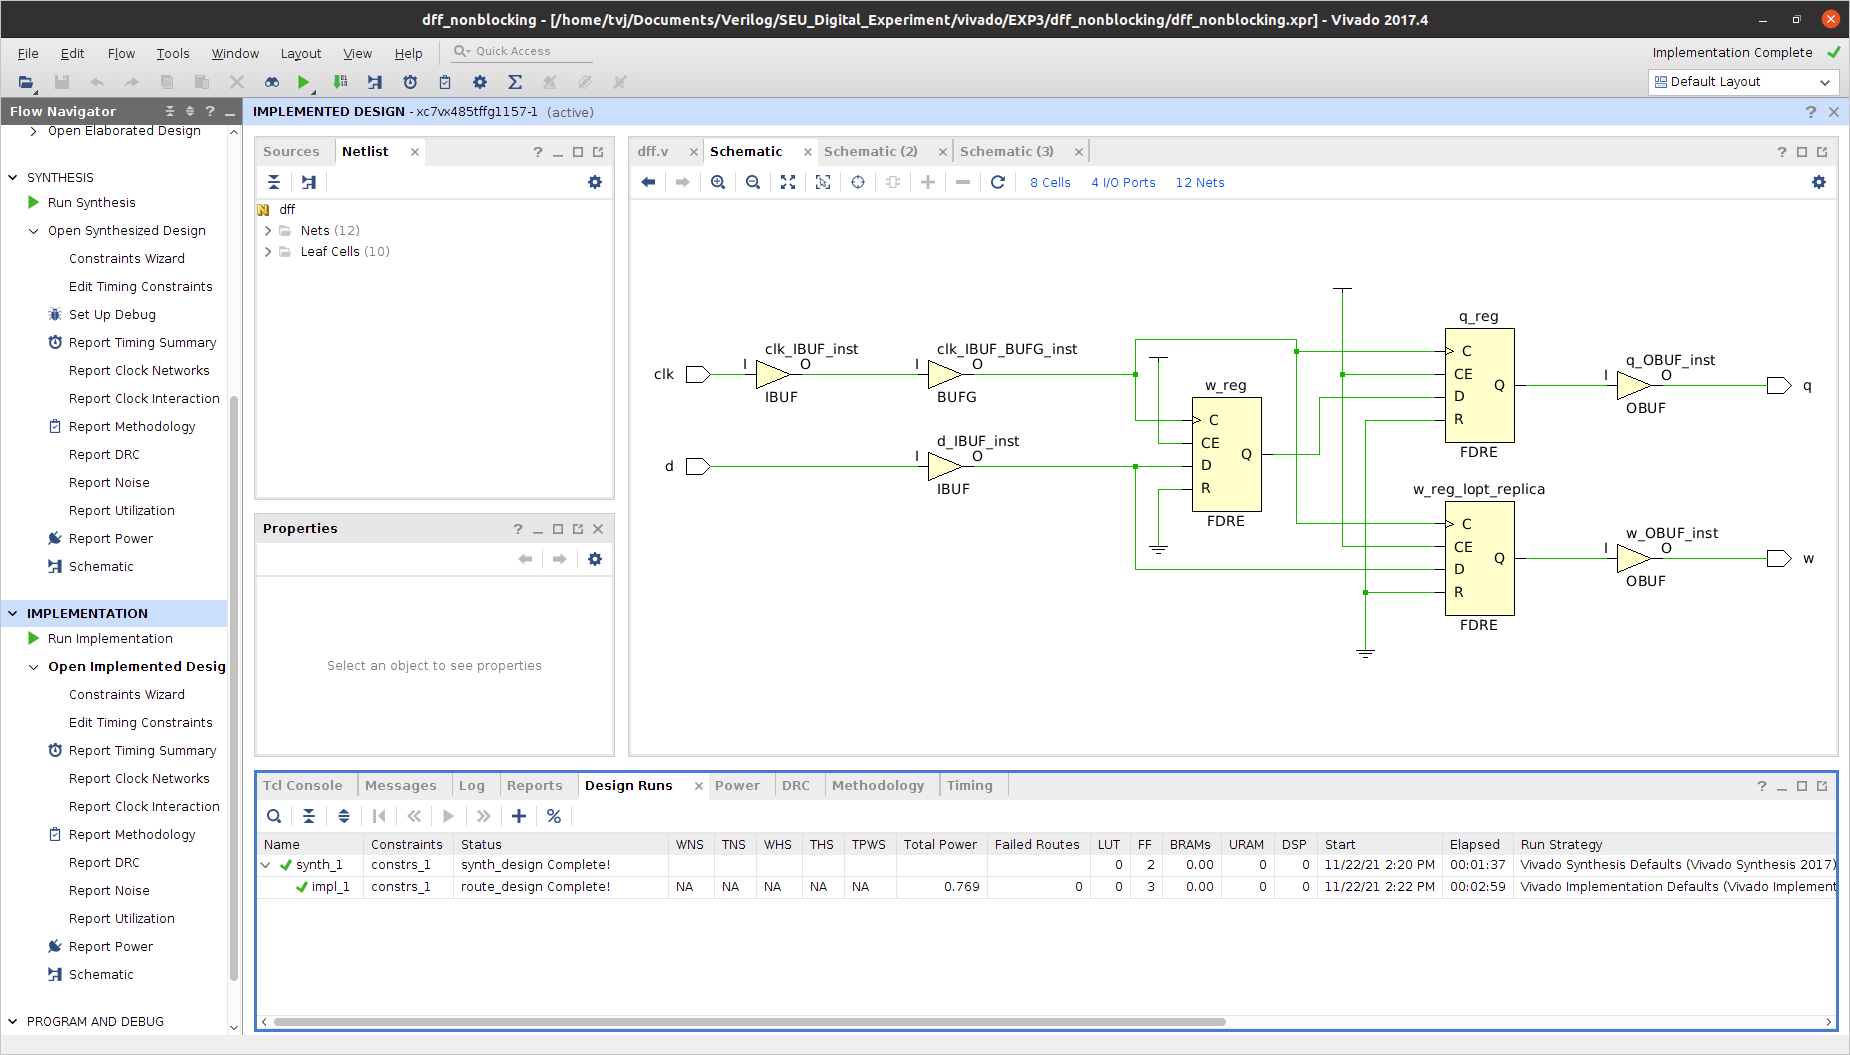 dff_nonblocking - [/home/tvj/Documents/Verilog/SEU_Digital_Experiment/vivado/EXP3/dff_nonblocking/dff_nonblocking.xpr] - Vivado 2017.4
File Edit Flow Tools Window Layout View Help Quick Access
Implementation Complete
Default Layout
Flow Navigator
IMPLEMENTED DESIGN - xc7vx485tffg1157-1 (active)
Open Elaborated Design
SYNTHESIS
Run Synthesis
Open Synthesized Design
Constraints Wizard
Edit Timing Constraints
Set Up Debug
Report Timing Summary
Report Clock Networks
Report Clock Interaction
Report Methodology
Report DRC
Report Noise
Report Utilization
Report Power
Schematic
IMPLEMENTATION
Run Implementation
Open Implemented Desig
Constraints Wizard
Edit Timing Constraints
Report Timing Summary
Report Clock Networks
Report Clock Interaction
Report Methodology
Report DRC
Report Noise
Report Utilization
Report Power
Schematic
PROGRAM AND DEBUG
Sources Netlist
dff
Nets (12)
Leaf Cells (10)
Properties
Select an object to see properties
dff.v Schematic Schematic (2) Schematic (3)
8 Cells 4 I/O Ports 12 Nets
clk
I clk_IBUF_inst O
IBUF
I clk_IBUF_BUFG_inst O
BUFG
d
I d_IBUF_inst O
IBUF
w_reg
C
CE
D
R
Q
FDRE
q_reg
C
CE
D
R
Q
FDRE
I q_OBUF_inst O
OBUF
q
w_reg_lopt_replica
C
CE
D
R
Q
FDRE
I w_OBUF_inst O
OBUF
w
Tcl Console Messages Log Reports Design Runs Power DRC Methodology Timing
Name Constraints Status WNS TNS WHS THS TPWS Total Power Failed Routes LUT FF BRAMs URAM DSP Start Elapsed Run Strategy
synth_1 constrs_1 synth_design Complete! 0 2 0.00 0 0 11/22/21 2:20 PM 00:01:37 Vivado Synthesis Defaults (Vivado Synthesis 2017)
impl_1 constrs_1 route_design Complete! NA NA NA NA NA 0.769 0 0 3 0.00 0 0 11/22/21 2:22 PM 00:02:59 Vivado Implementation Defaults (Vivado Implement